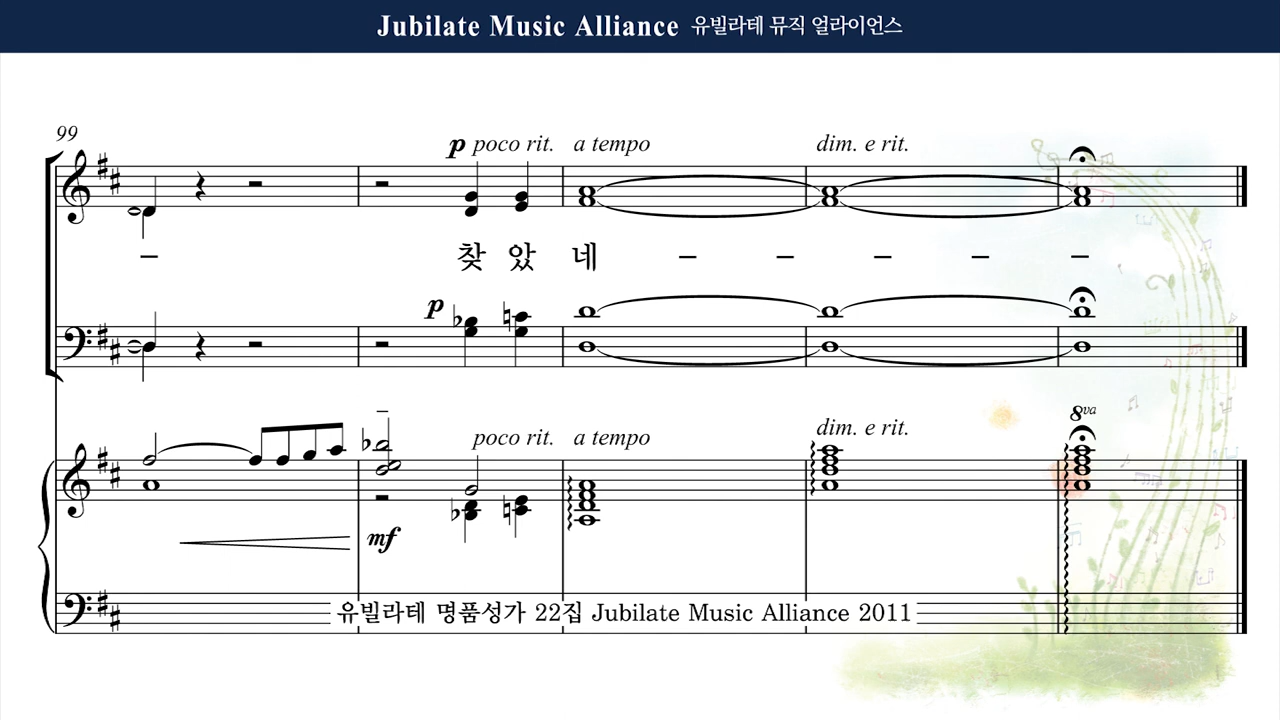 Jubilate Music Alliance 유빌라테 뮤직 얼라이언스
99
p poco rit. a tempo dim. e rit.
– 찾 았 네 – – – – –
p
poco rit. a tempo dim. e rit. 8va
mf
유빌라테 명품성가 22집 Jubilate Music Alliance 2011